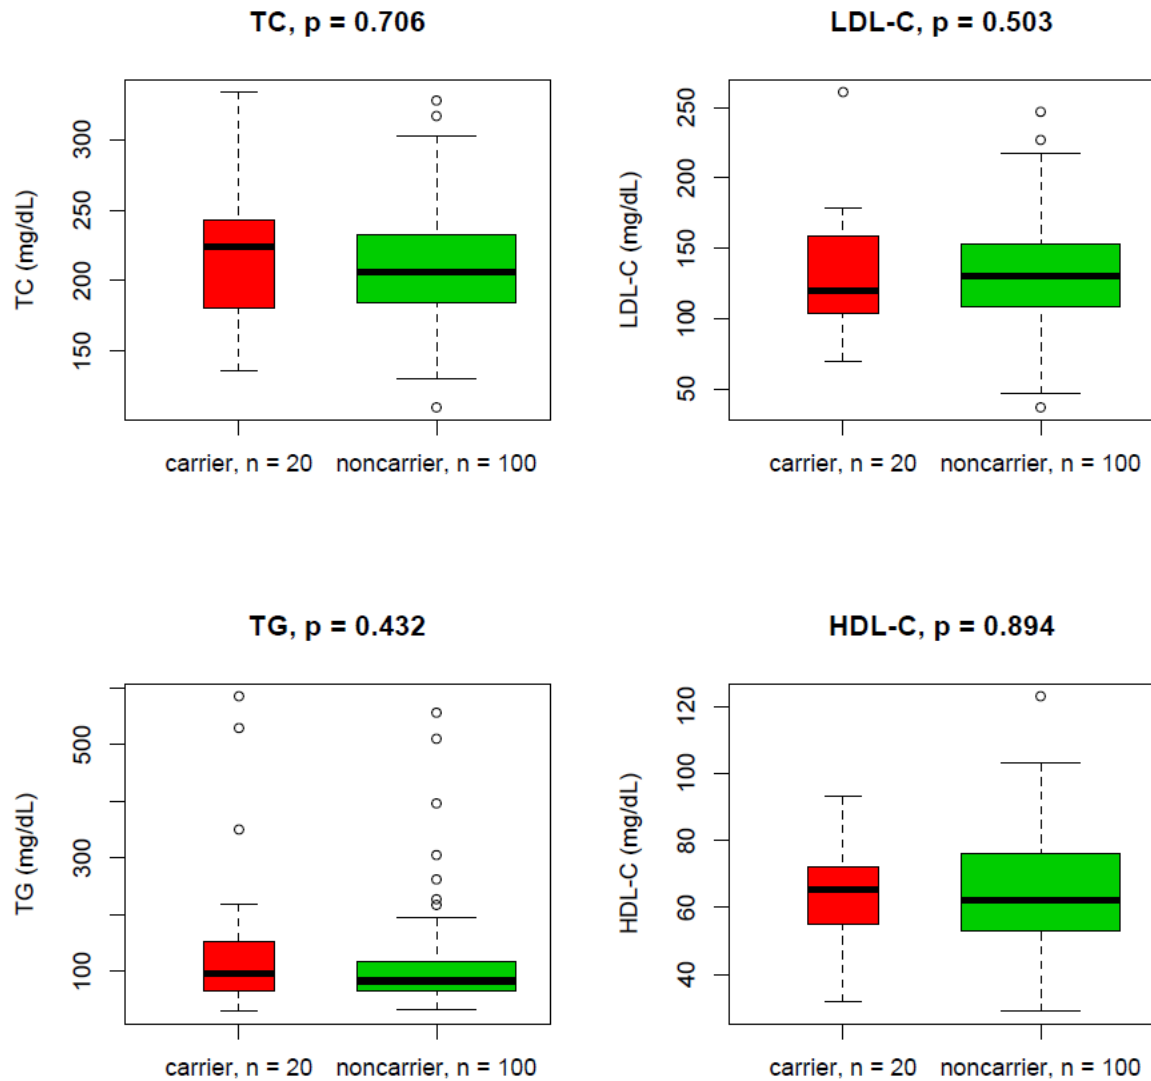 TC, p = 0.706
TC (mg/dL)
300
250
200
150
carrier, n = 20
noncarrier, n = 100
LDL-C, p = 0.503
LDL-C (mg/dL)
250
200
150
100
50
carrier, n = 20
noncarrier, n = 100
TG, p = 0.432
TG (mg/dL)
500
300
100
carrier, n = 20
noncarrier, n = 100
HDL-C, p = 0.894
HDL-C (mg/dL)
120
100
80
60
40
carrier, n = 20
noncarrier, n = 100